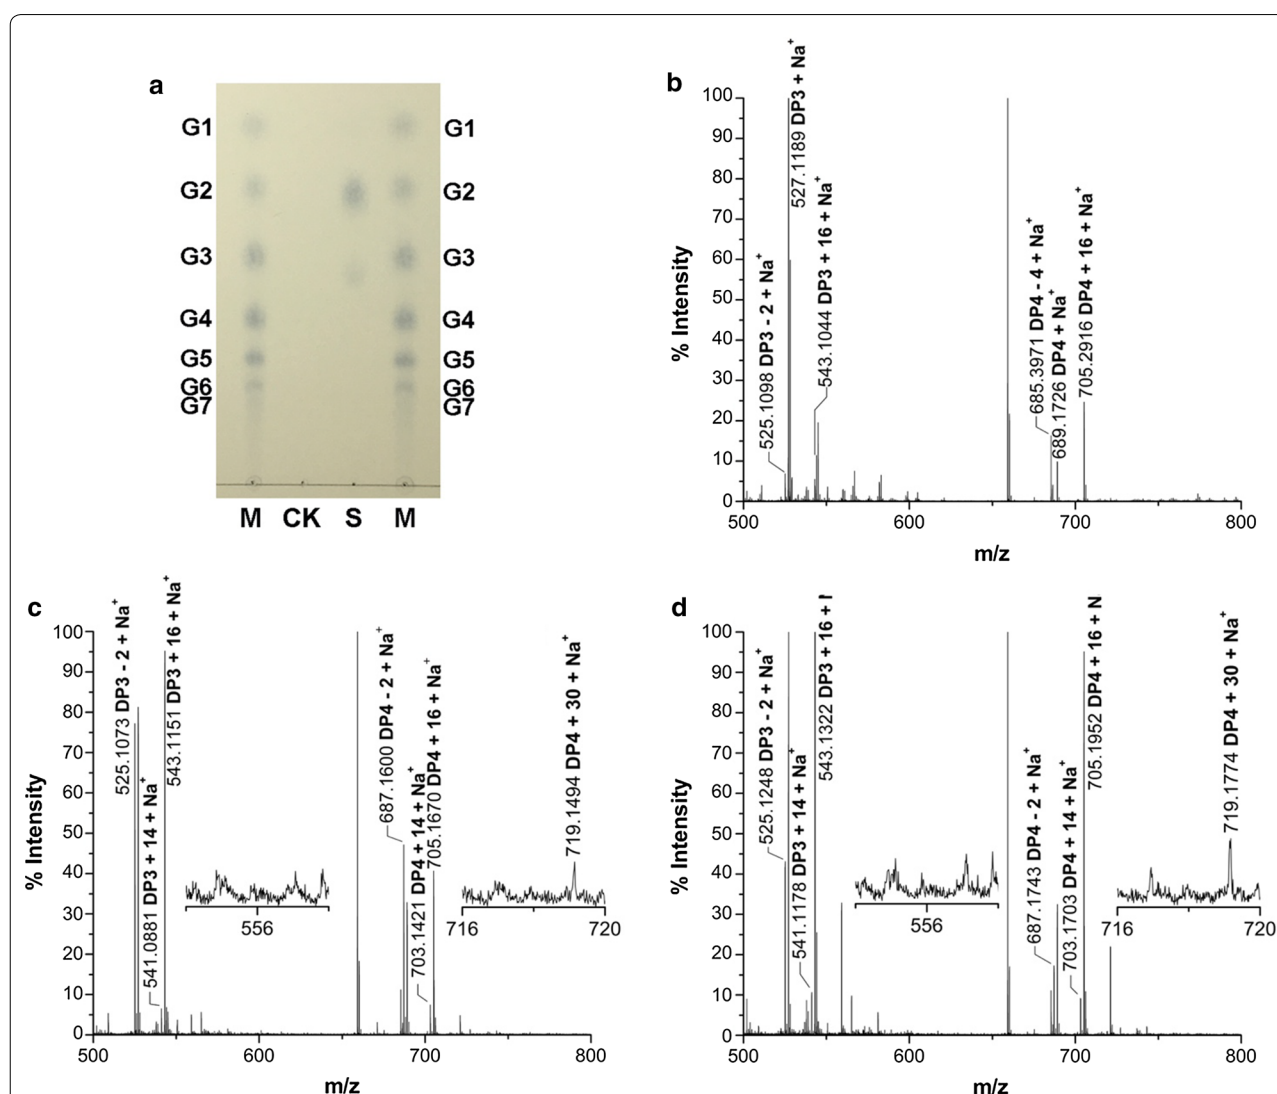 a
G1 G1
G2 G2
G3 G3
G4 G4
G5 G5
G6 G6
G7 G7
M CK S M
b
% Intensity
100
90
80
70
60
50
40
30
20
10
0
525.1098 DP3 - 2 + Na+
527.1189 DP3 + Na+
543.1044 DP3 + 16 + Na+
685.3971 DP4 - 4 + Na+
689.1726 DP4 + Na+
705.2916 DP4 + 16 + Na+
500 600 700 800
m/z
c
% Intensity
100
90
80
70
60
50
40
30
20
10
0
525.1073 DP3 - 2 + Na+
541.0881 DP3 + 14 + Na+
543.1151 DP3 + 16 + Na+
687.1600 DP4 - 2 + Na+
703.1421 DP4 + 14 + Na+
705.1670 DP4 + 16 + Na+
719.1494 DP4 + 30 + Na+
556
716 720
500 600 700 800
m/z
d
% Intensity
100
90
80
70
60
50
40
30
20
10
0
525.1248 DP3 - 2 + Na+
541.1178 DP3 + 14 + Na+
543.1322 DP3 + 16 +
687.1743 DP4 - 2 + Na+
703.1703 DP4 + 14 + Na+
705.1952 DP4 + 16 + N
719.1774 DP4 + 30 + Na+
556
716 720
500 600 700 800
m/z